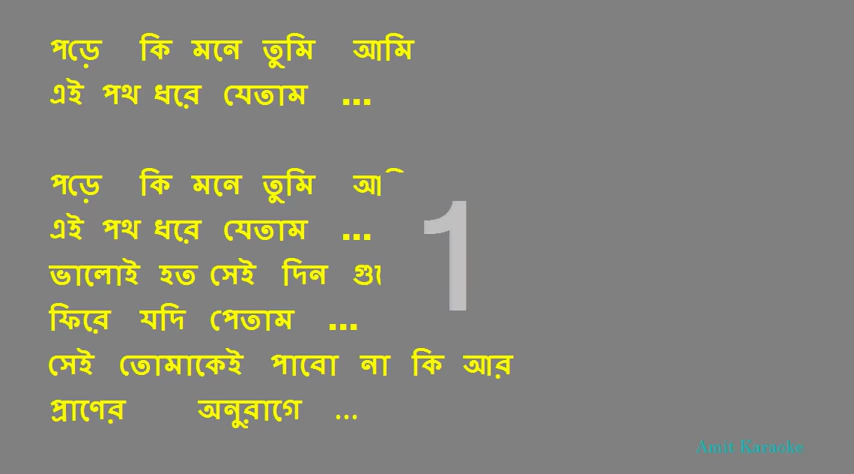 পড়ে কি মনে তুমি আমি
এই পথ ধরে যেতাম ...
পড়ে কি মনে তুমি
এই পথ ধরে যেতাম ...
1
ভালোই হত সেই দিন
ফিরে যদি পেতাম ...
সেই তোমাকেই পাবো না কি আর
প্রাণের অনুরাগে ...
Amit Karaoke